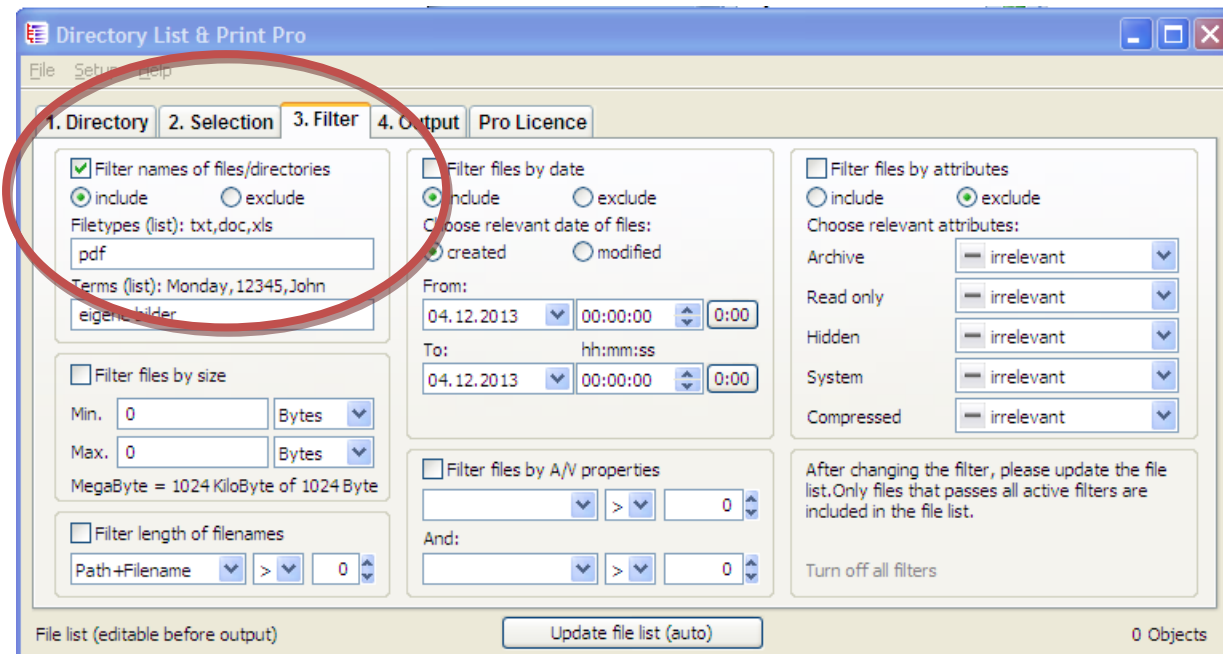 Directory List & Print Pro
File Setup Help
1. Directory 2. Selection 3. Filter 4. Output Pro Licence
Filter names of files/directories
include exclude
Filetypes (list): txt,doc,xls
pdf
Terms (list): Monday,12345,John
eigene bilder
Filter files by size
Min. 0 Bytes
Max. 0 Bytes
MegaByte = 1024 KiloByte of 1024 Byte
Filter length of filenames
Path+Filename > 0
Filter files by date
include exclude
Choose relevant date of files:
created modified
From:
04.12.2013 00:00:00 0:00
To: hh:mm:ss
04.12.2013 00:00:00 0:00
Filter files by A/V properties
> 0
And:
> 0
Filter files by attributes
include exclude
Choose relevant attributes:
Archive irrelevant
Read only irrelevant
Hidden irrelevant
System irrelevant
Compressed irrelevant
After changing the filter, please update the file
list.Only files that passes all active filters are
included in the file list.
Turn off all filters
File list (editable before output) Update file list (auto) 0 Objects